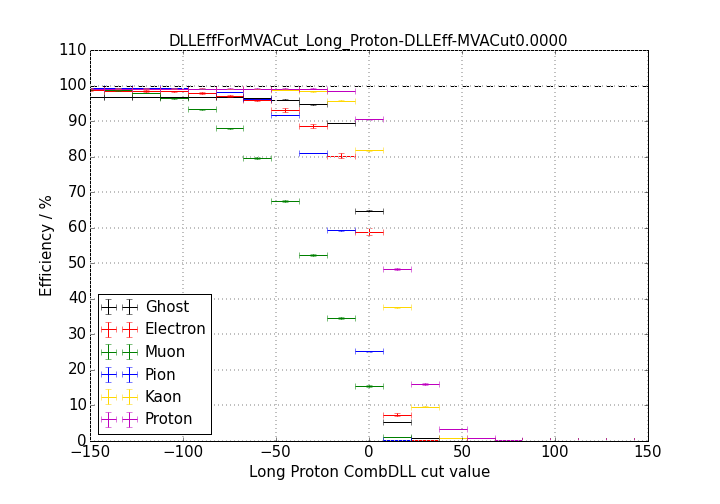 DLLEffForMVACut_Long_Proton-DLLEff-MVACut0.0000
110
100
90
80
70
60
50
40
30
20
10
0
Efficiency / %
Ghost
Electron
Muon
Pion
Kaon
Proton
−150 −100 −50 0 50 100 150
Long Proton CombDLL cut value